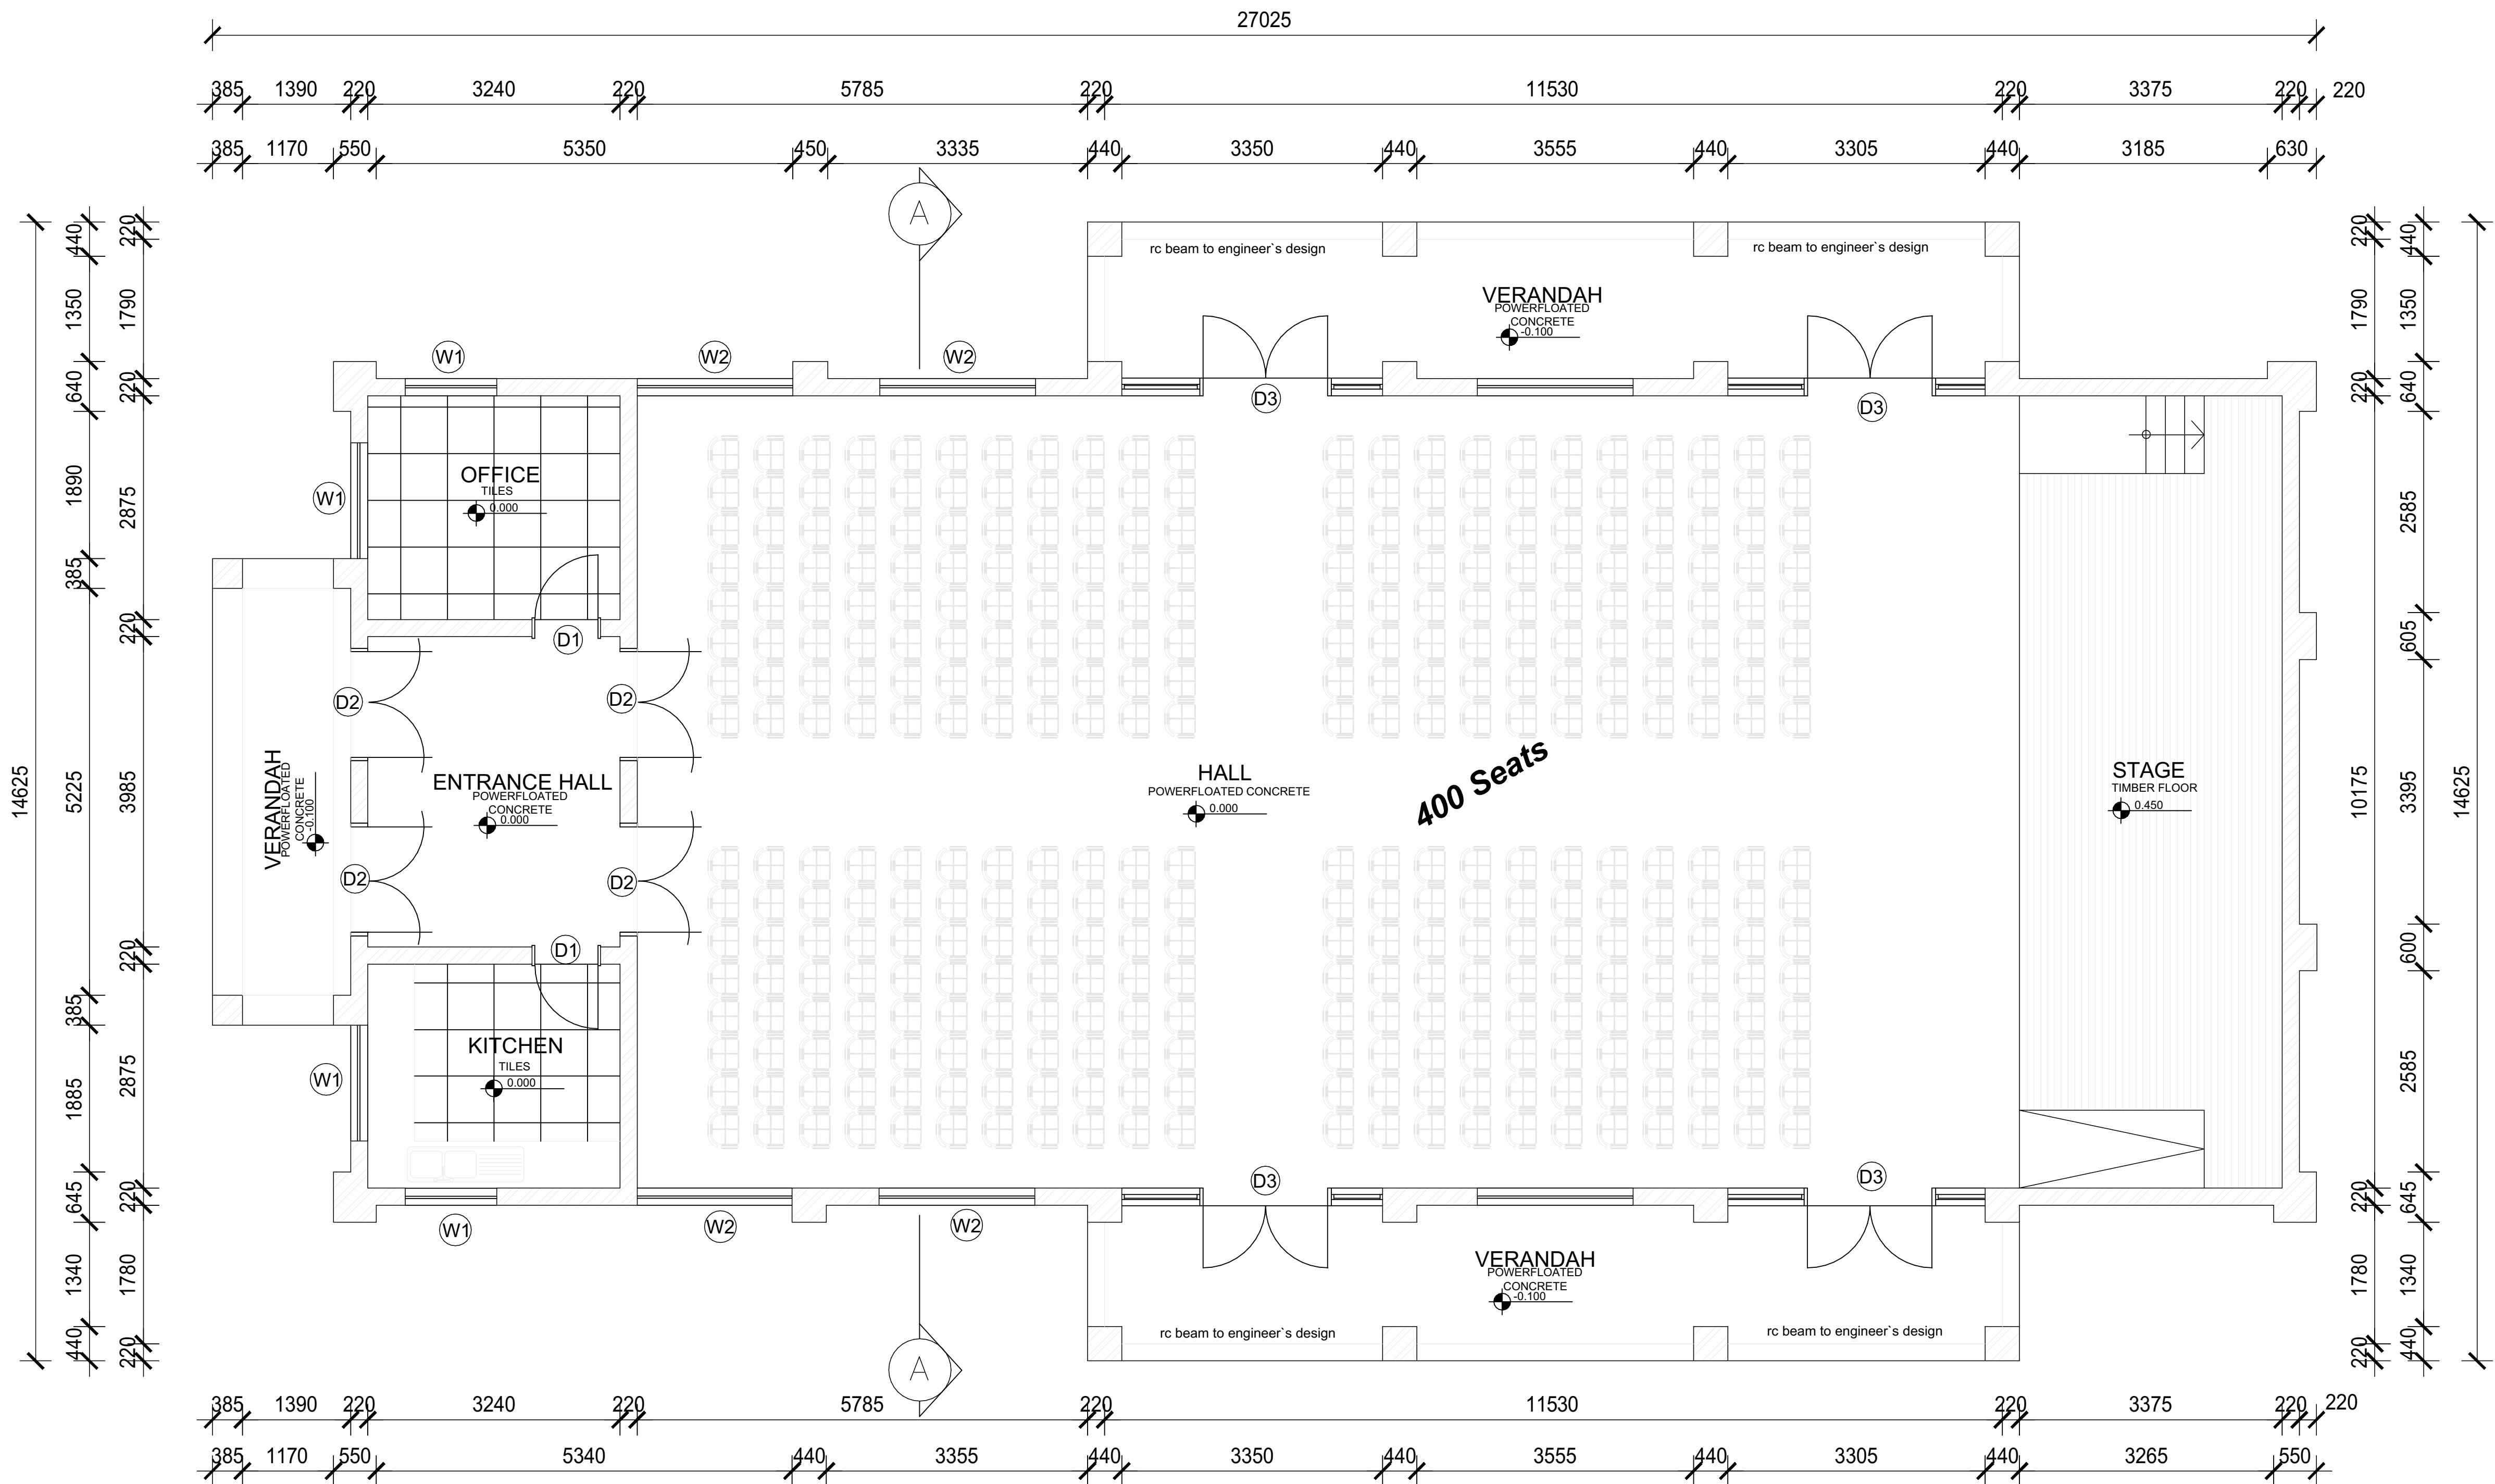 27025
385 1390 220 3240 220 5785 220 11530 220 3375 220 220
385 1170 550 5350 450 3335 440 3350 440 3555 440 3305 440 3185 630
A
rc beam to engineer`s design
rc beam to engineer`s design
VERANDAH
POWERFLOATED
CONCRETE
-0.100
W1 W2 W2
D3 D3
14625
440 1350 640 1890 385 5225 385 1885 645 1340 440
220 1790 220 2875 220 3985 220 2875 220 1780 220
W1
OFFICE
TILES
0.000
D1
D2 D2
VERANDAH
POWERFLOATED
CONCRETE
-0.100
ENTRANCE HALL
POWERFLOATED
CONCRETE
0.000
HALL
POWERFLOATED CONCRETE
0.000
400 Seats
STAGE
TIMBER FLOOR
0.450
D2 D2
D1
KITCHEN
TILES
0.000
W1
220 1790 220 10175 220 1780 220
440 1350 640 2585 605 3395 600 2585 645 1340 440
14625
D3 D3
W1 W2 W2
VERANDAH
POWERFLOATED
CONCRETE
-0.100
rc beam to engineer`s design
rc beam to engineer`s design
A
385 1390 220 3240 220 5785 220 11530 220 3375 220 220
385 1170 550 5340 440 3355 440 3350 440 3555 440 3305 440 3265 550